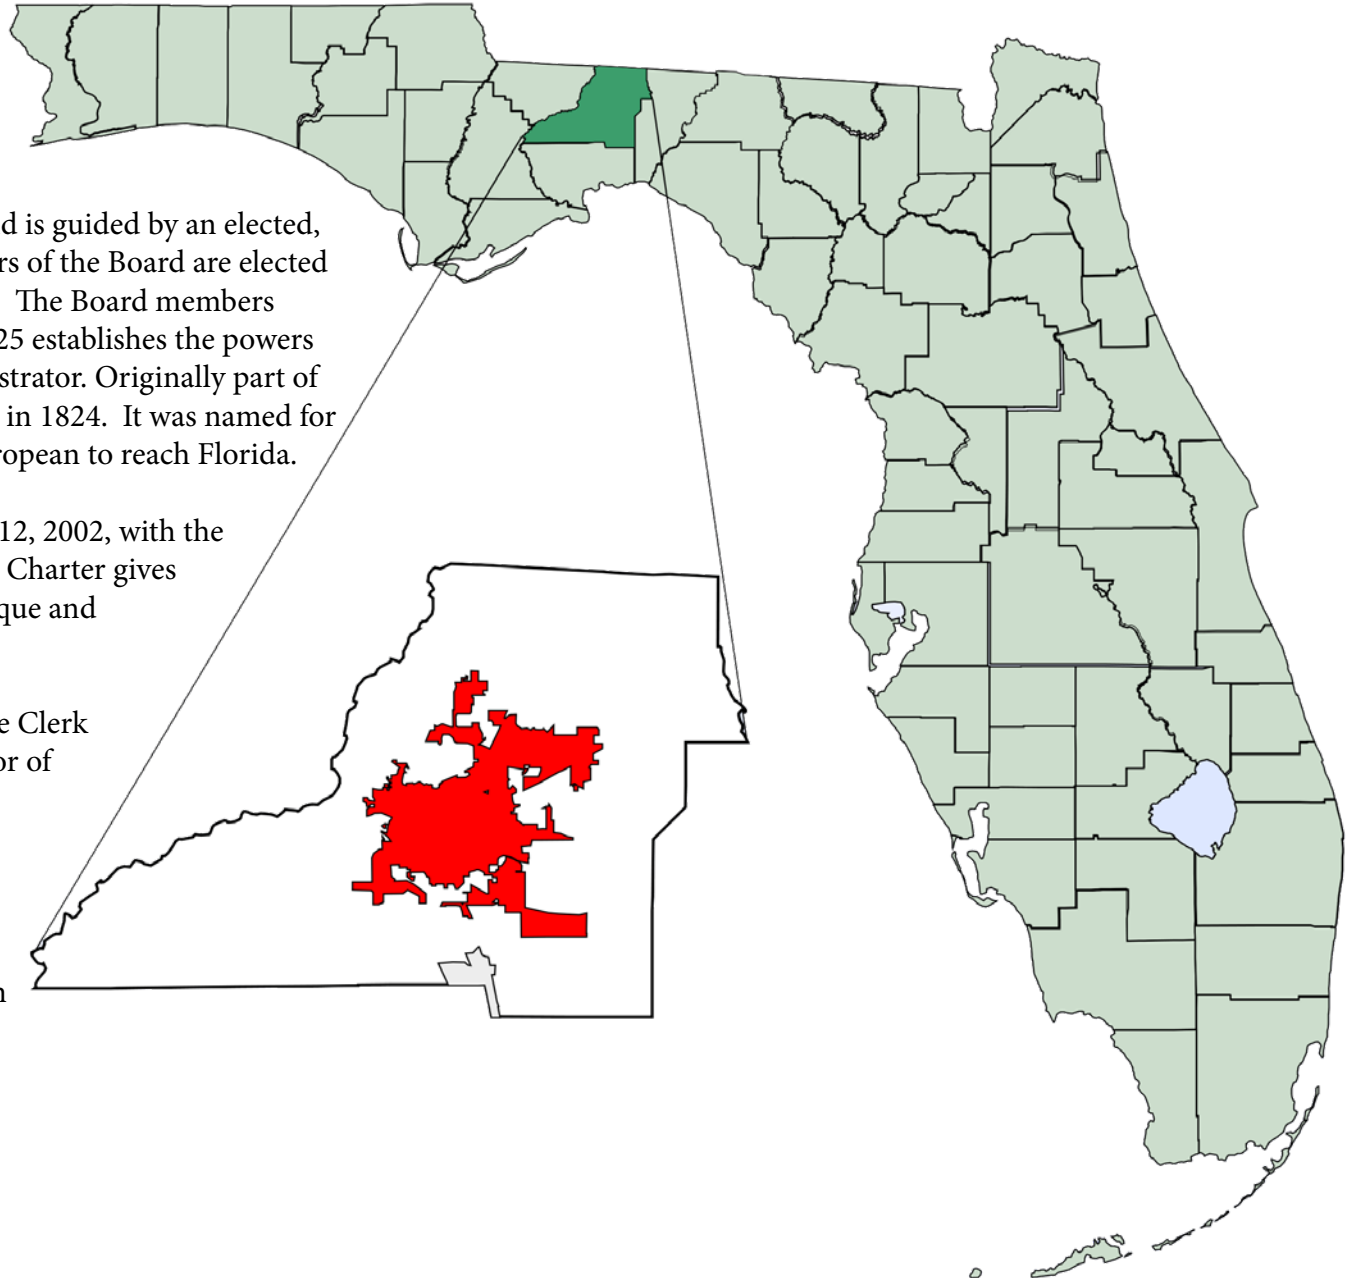 d is guided by an elected,
rs of the Board are elected
The Board members
25 establishes the powers
strator. Originally part of
in 1824. It was named for
ropean to reach Florida.
12, 2002, with the
Charter gives
que and
e Clerk
or of
n